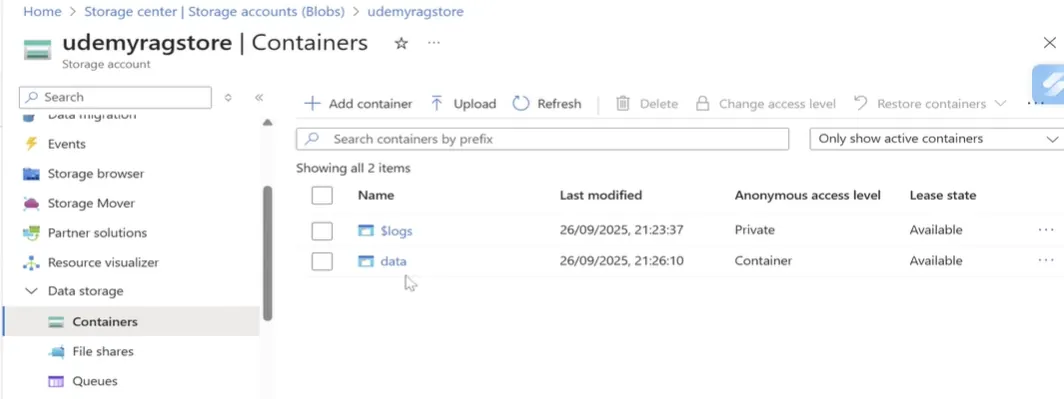 Home > Storage center | Storage accounts (Blobs) > udemyragstore
udemyragstore | Containers
Storage account
Search
Data migration
Events
Storage browser
Storage Mover
Partner solutions
Resource visualizer
Data storage
Containers
File shares
Queues
Add container Upload Refresh Delete Change access level Restore containers
Search containers by prefix Only show active containers
Showing all 2 items
Name Last modified Anonymous access level Lease state
$logs 26/09/2025, 21:23:37 Private Available
data 26/09/2025, 21:26:10 Container Available